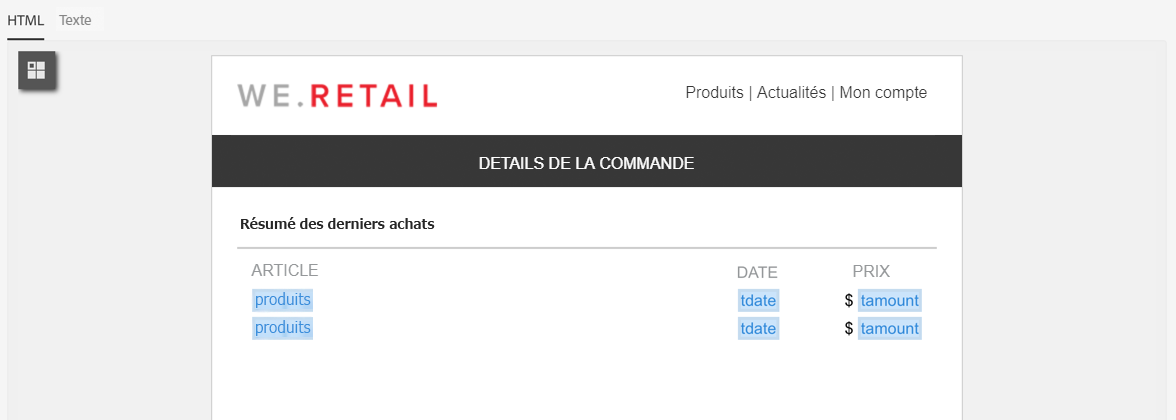 HTML Texte
WE.RETAIL
Produits | Actualités | Mon compte
DETAILS DE LA COMMANDE
Résumé des derniers achats
ARTICLE DATE PRIX
produits tdate $ tamount
produits tdate $ tamount